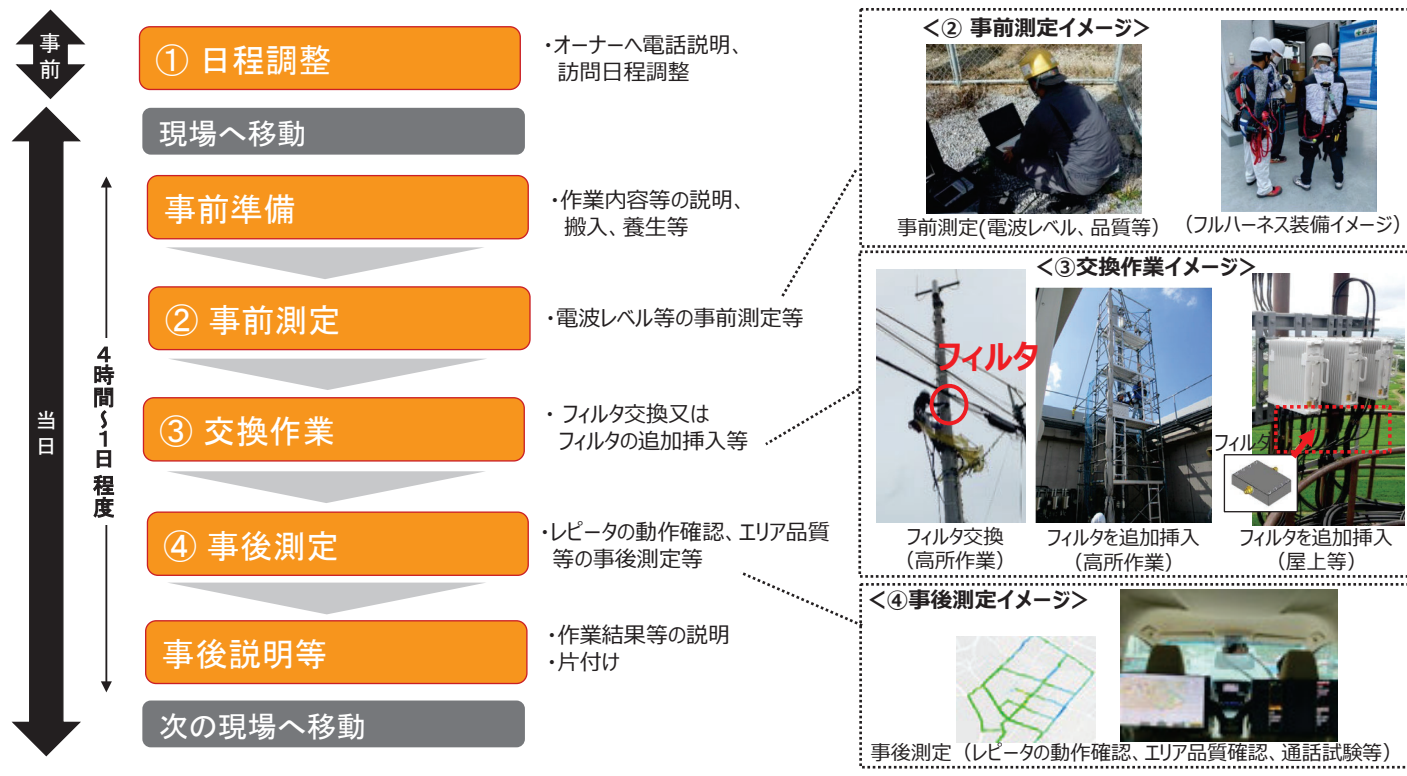 事前
① 日程調整
・オーナーへ電話説明、
訪問日程調整
当日
現場へ移動
4時間～1日程度
事前準備
・作業内容等の説明、
搬入、養生等
② 事前測定
・電波レベル等の事前測定等
③ 交換作業
・ フィルタ交換又は
フィルタの追加挿入等
④ 事後測定
・レピータの動作確認、エリア品質
等の事後測定等
事後説明等
・作業結果等の説明
・片付け
次の現場へ移動
＜② 事前測定イメージ＞
事前測定(電波レベル、品質等)
(フルハーネス装備イメージ)
＜③交換作業イメージ＞
フィルタ
フィルタ
フィルタ交換
（高所作業）
フィルタを追加挿入
（高所作業）
フィルタを追加挿入
（屋上等）
＜④事後測定イメージ＞
事後測定（レピータの動作確認、エリア品質確認、通話試験等）